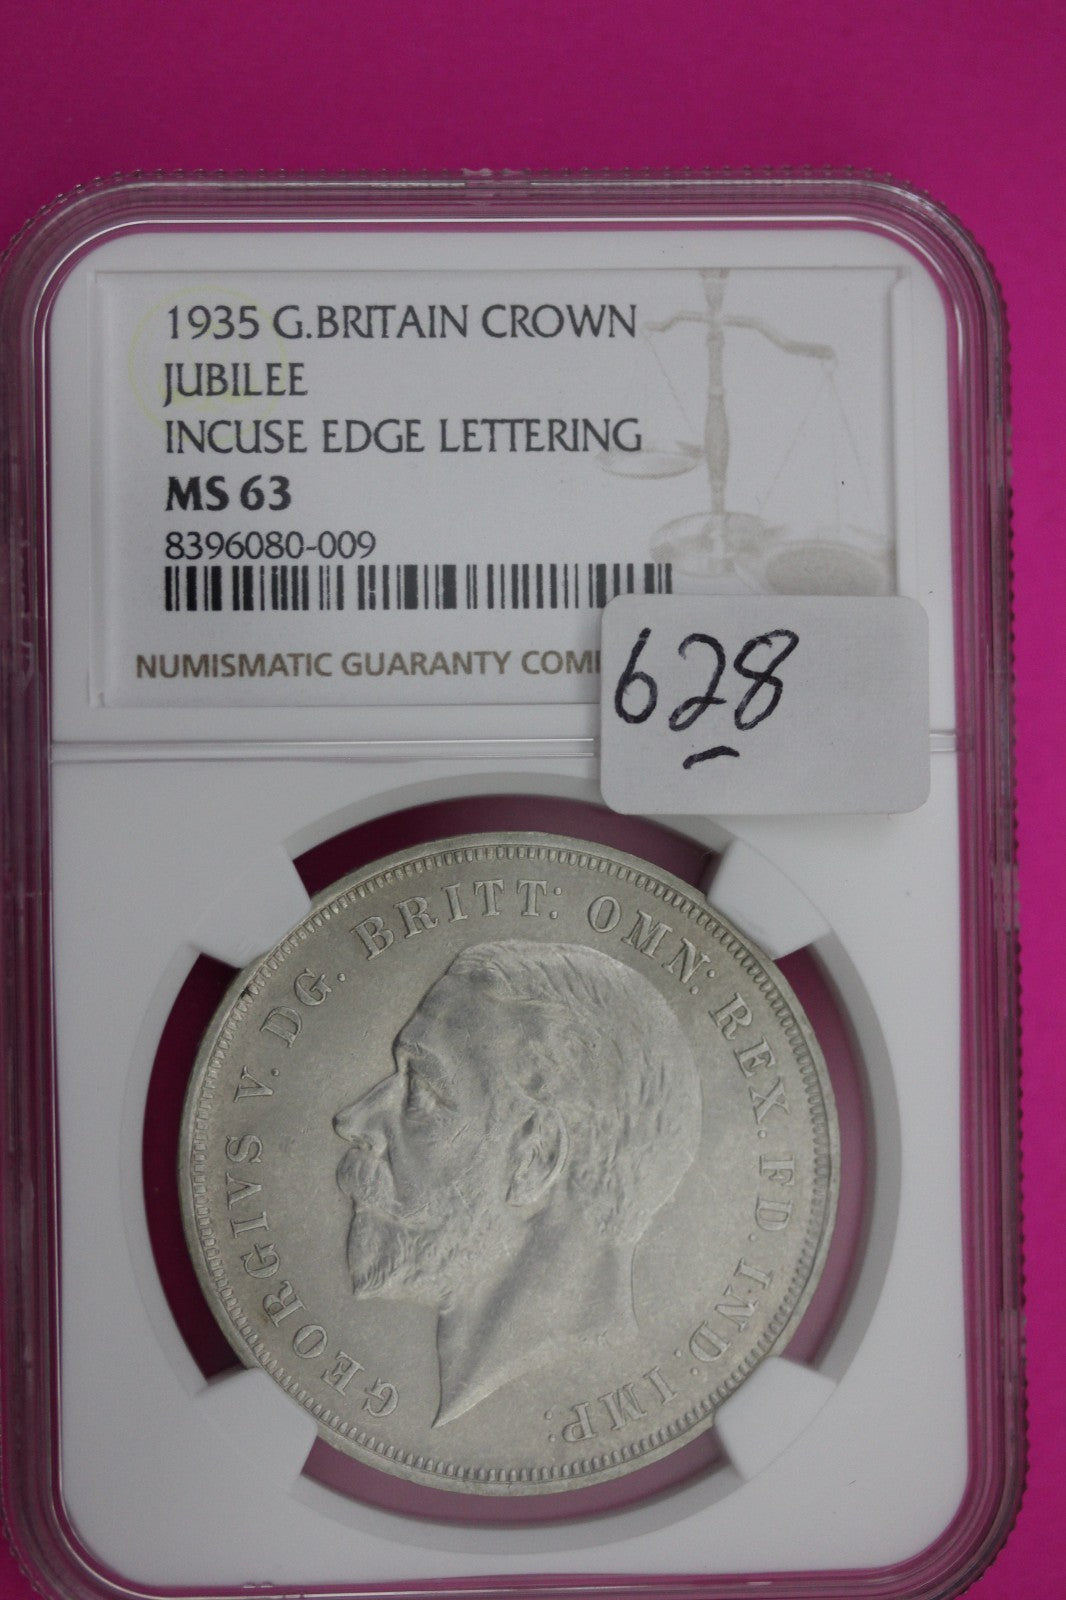 1935 G.BRITAIN CROWN
JUBILEE
INCUSE EDGE LETTERING
MS 63
8396080-009
NUMISMATIC GUARANTY
628
GEORGIVS V. DG. BRITT: OMN: REX. FD. IND: IMP: